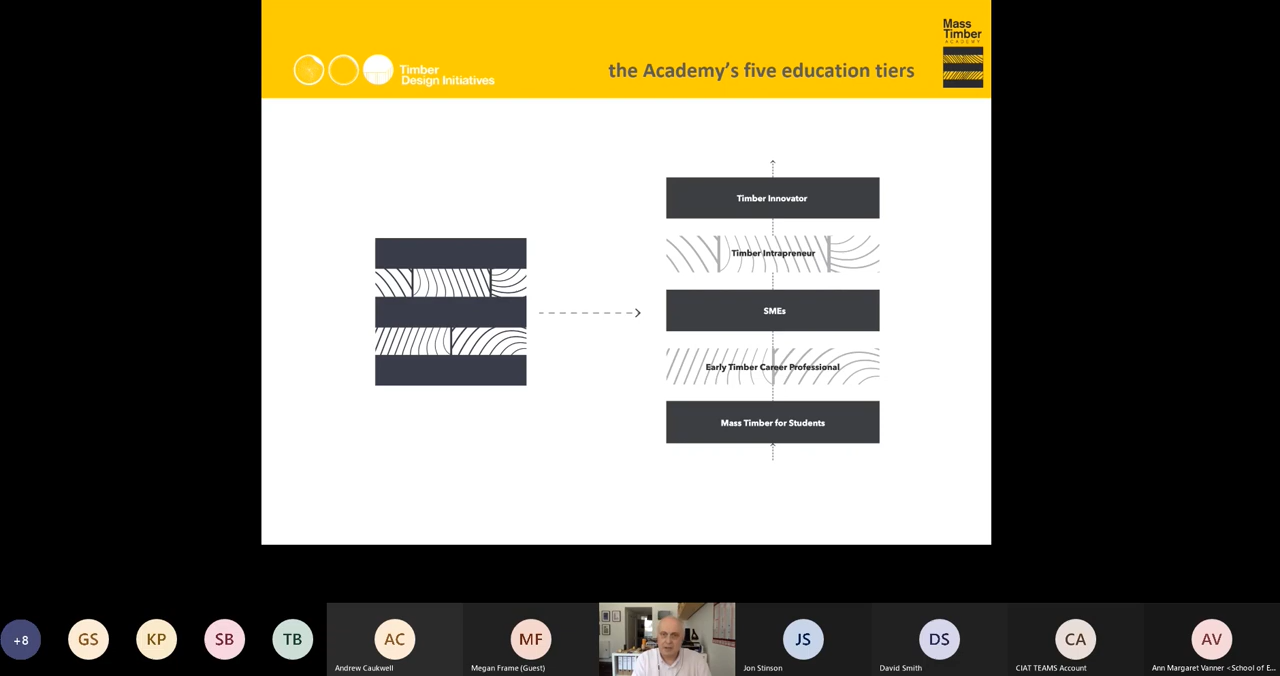 Mass
Timber
ACADEMY
Timber
Design Initiatives
the Academy's five education tiers
Timber Innovator
Timber Intrapreneur
SMEs
Early Timber Career Professional
Mass Timber for Students
+8
GS
KP
SB
TB
AC
MF
JS
DS
CA
AV
Andrew Caukwell
Megan Frame (Guest)
Jon Stinson
David Smith
CIAT TEAMS Account
Ann Margaret Vanner <School of E...